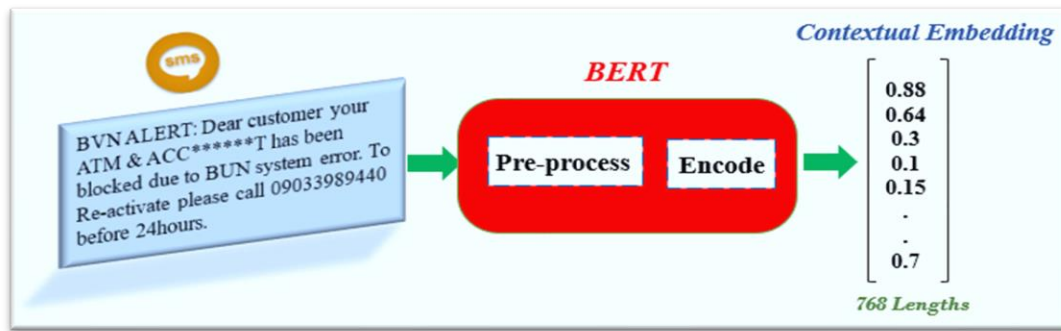 sms
BVN ALERT: Dear customer your
ATM & ACC******T has been
blocked due to BUN system error. To
Re-activate please call 09033989440
before 24hours.
BERT
Pre-process
Encode
Contextual Embedding
0.88
0.64
0.3
0.1
0.15
.
.
0.7
768 Lengths